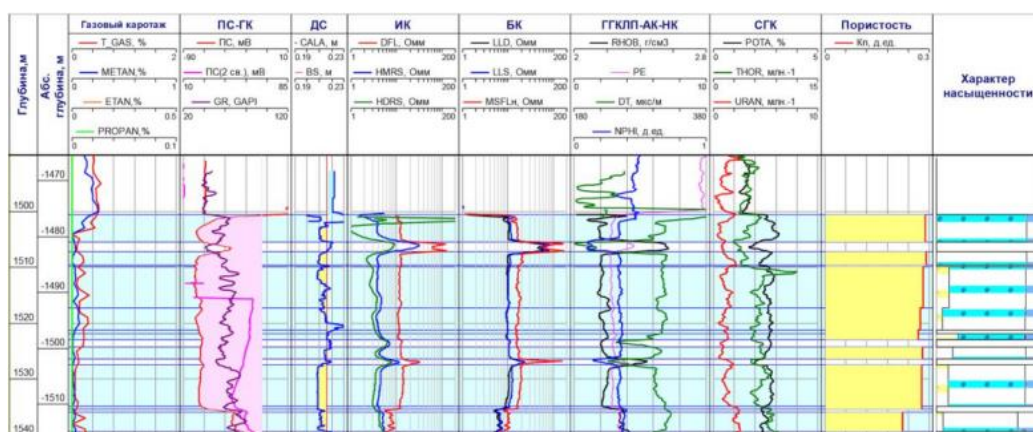 Глубина,м
Абс. глубина,м
Газовый каротаж
T_GAS, %
0 2
METAN,%
0 1
ETAN,%
0
PROPAN,%
0 0.1
ПС-ГК
ПС, мВ
-90 10
ПС(2 св.), мВ
10 85
GR, GAPI
20 120
ДС
CALA, м
0.19 0.23
BS, м
0.19 0.23
ИК
DFL, Омм
1 200
HMRS, Омм
1 200
HDRS, Омм
1 200
БК
LLD, Омм
1 200
LLS, Омм
1 200
MSFLн, Омм
1 200
ГГКЛП-АК-НК
RHOB, г/см3
2 2.8
PE
0 10
DT, мкс/м
180 380
NPHI, д.ед.
0 1
СГК
POTA, %
0 5
THOR, млн.-1
0 15
URAN, млн.-1
0 10
Пористость
Кп, д.ед.
0 0.3
Характер насыщенности
-1470
1500
-1480
1510
-1490
1520
-1500
1530
-1510
1540